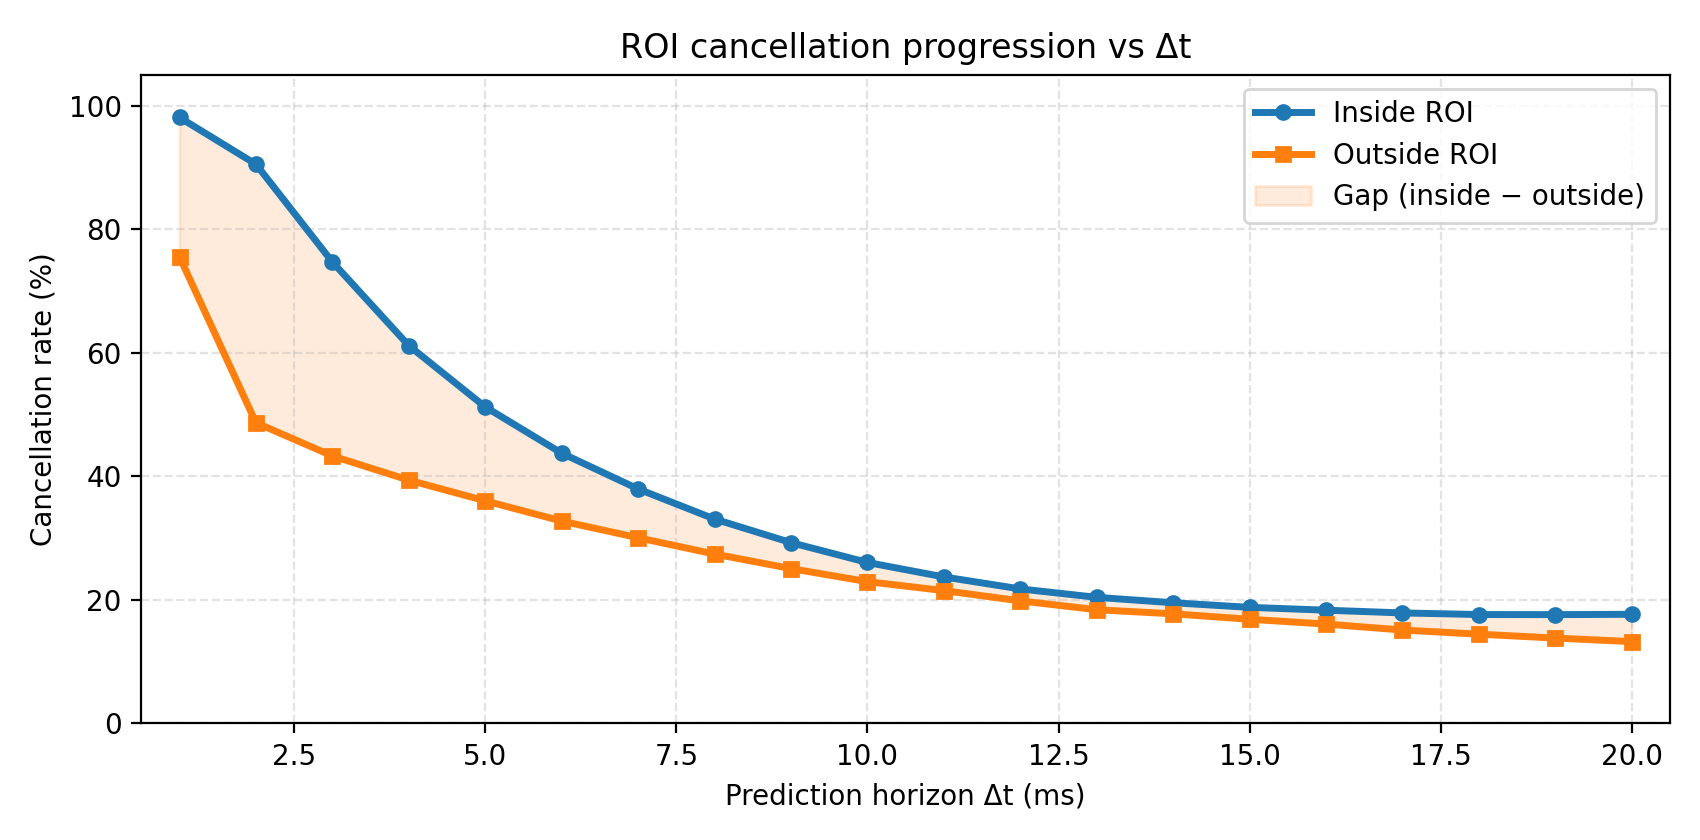 ROI cancellation progression vs Δt
Inside ROI
Outside ROI
Gap (inside − outside)
Cancellation rate (%)
100
80
60
40
20
0
2.5 5.0 7.5 10.0 12.5 15.0 17.5 20.0
Prediction horizon Δt (ms)